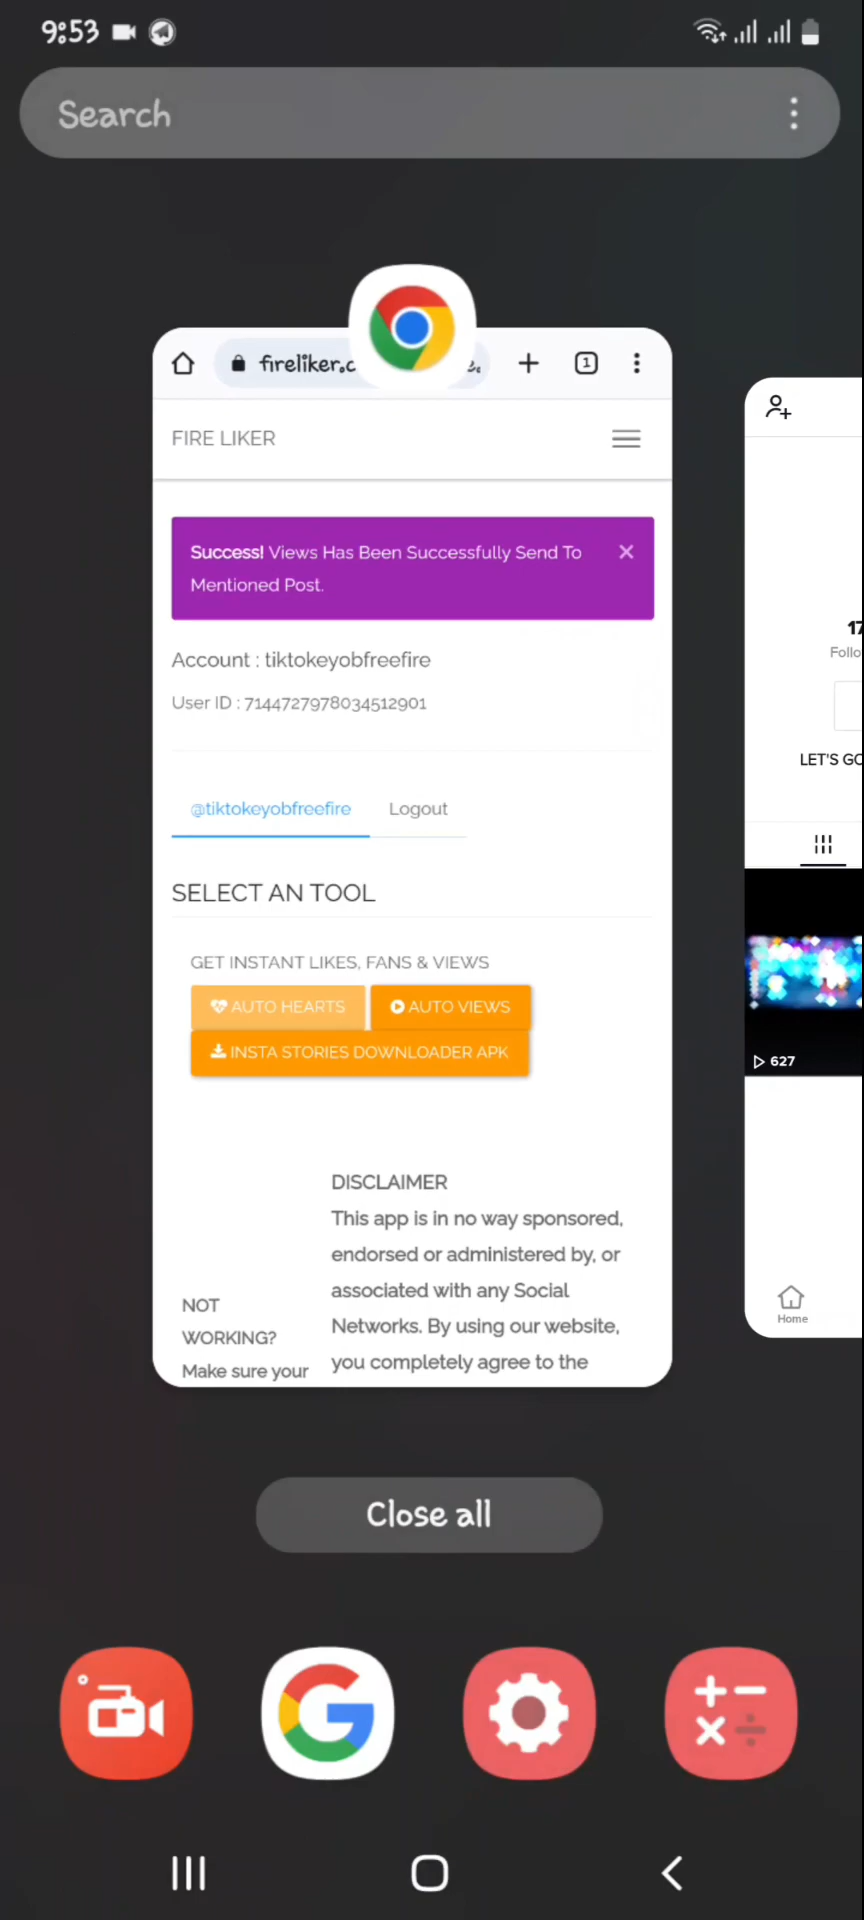 9:53
Search
fireliker.c
1
FIRE LIKER
Success! Views Has Been Successfully Send To
Mentioned Post.
Account : tiktokeyobfreefire
User ID : 7144727978034512901
@tiktokeyobfreefire Logout
SELECT AN TOOL
GET INSTANT LIKES, FANS & VIEWS
AUTO HEARTS AUTO VIEWS
INSTA STORIES DOWNLOADER APK
DISCLAIMER
This app is in no way sponsored,
endorsed or administered by, or
associated with any Social
Networks. By using our website,
you completely agree to the
NOT
WORKING?
Make sure your
17
Follo
LET'S GO
627
Home
Close all